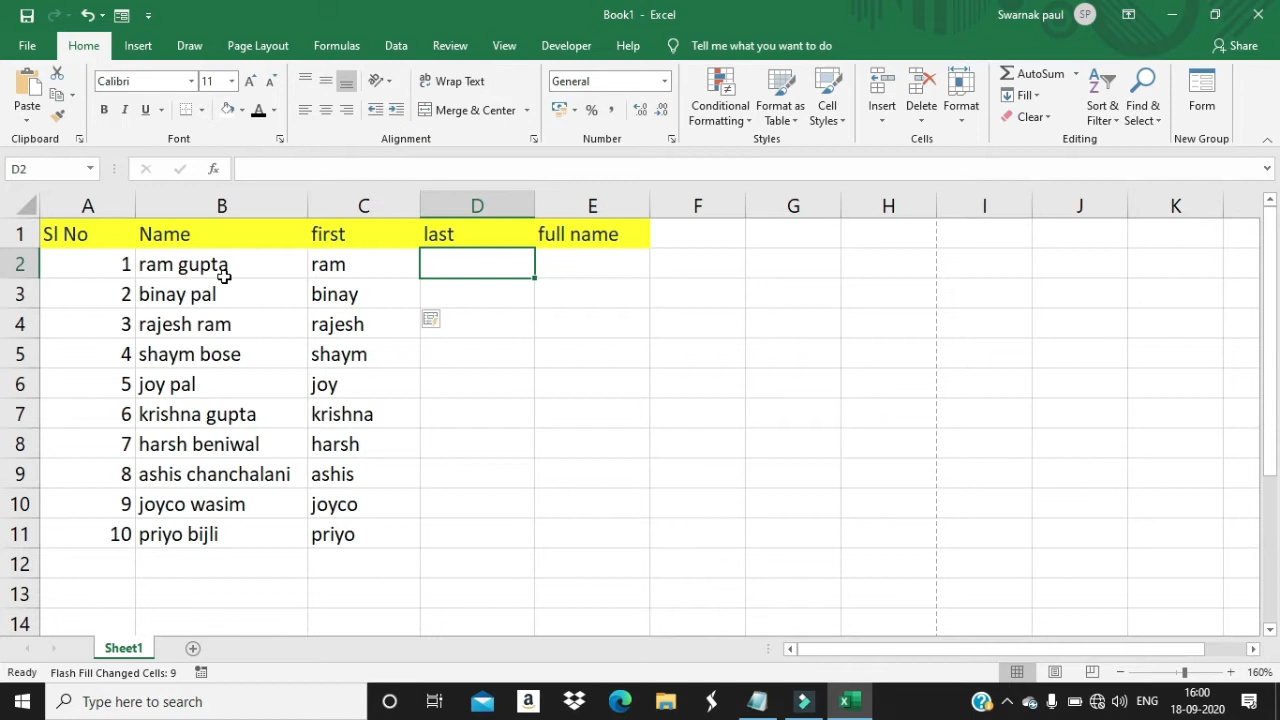 Book1 - Excel
Swarnak paul SP
File Home Insert Draw Page Layout Formulas Data Review View Developer Help Tell me what you want to do Share
Paste
Calibri 11
B I U A
Wrap Text
Merge & Center
General
%
Conditional Formatting
Format as Table
Cell Styles
Insert Delete Format
AutoSum
Fill
Clear
Sort & Filter
Find & Select
Form
Clipboard Font Alignment Number Styles Cells Editing New Group
D2 fx
A B C D E F G H I J K
1 Sl No Name first last full name
2 1 ram gupta ram
3 2 binay pal binay
4 3 rajesh ram rajesh
5 4 shaym bose shaym
6 5 joy pal joy
7 6 krishna gupta krishna
8 7 harsh beniwal harsh
9 8 ashis chanchalani ashis
10 9 joyco wasim joyco
11 10 priyo bijli priyo
12
13
14
Sheet1
Ready Flash Fill Changed Cells: 9 160%
Type here to search
ENG
16:00
18-09-2020